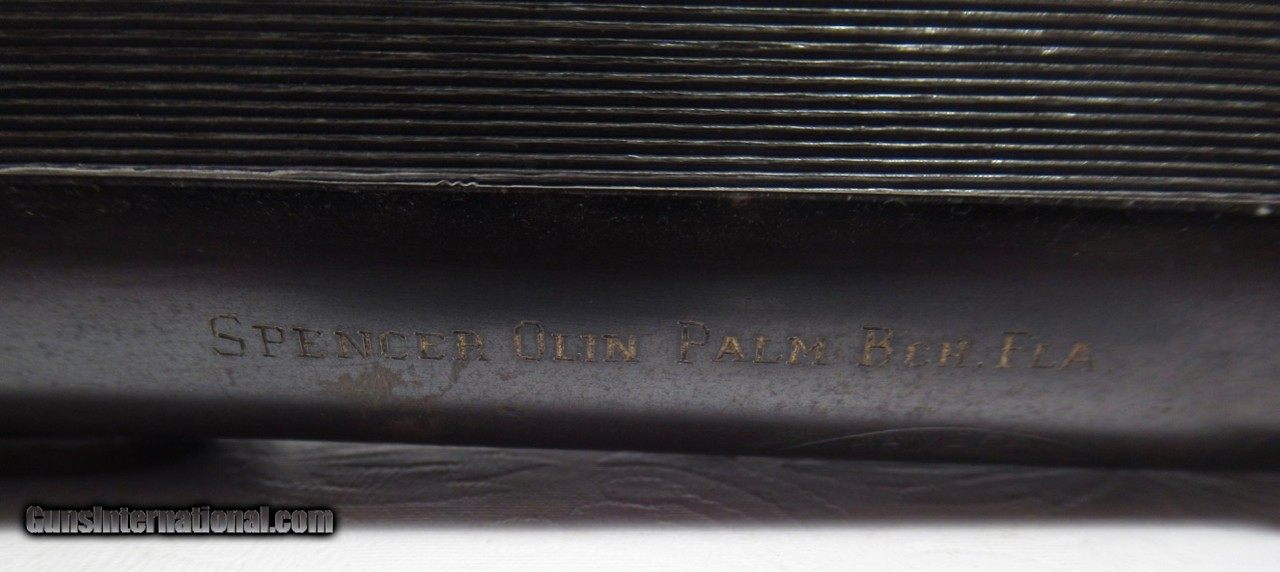 SPENCER OLIN PALM BCH. FLA
GunsInternational.com